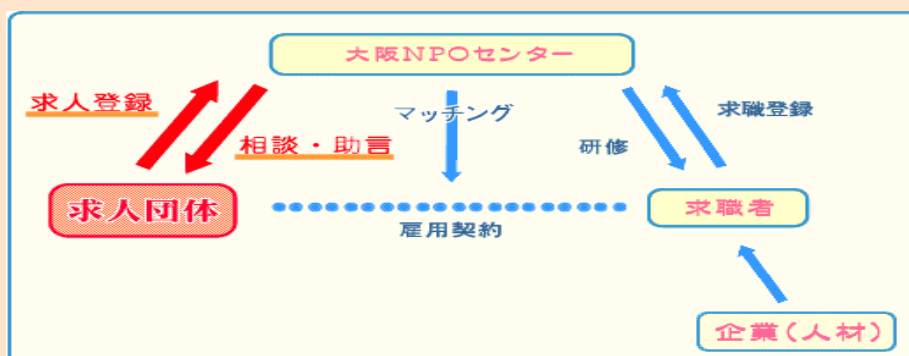 大阪NPOセンター
求人登録
マッチング
求職登録
相談・助言
研修
求人団体
求職者
雇用契約
企業(人材)